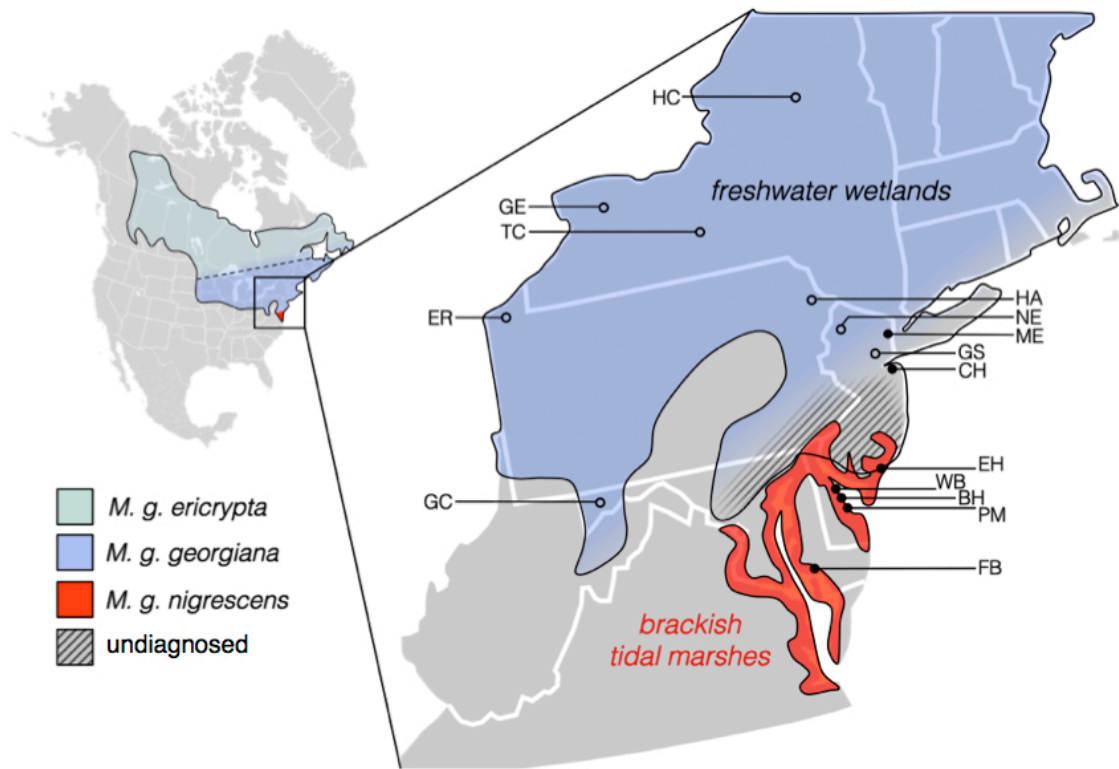 HC
freshwater wetlands
GE
TC
ER
HA
NE
ME
GS
CH
EH
WB
BH
PM
GC
FB
M. g. ericrypta
M. g. georgiana
M. g. nigrescens
undiagnosed
brackish
tidal marshes